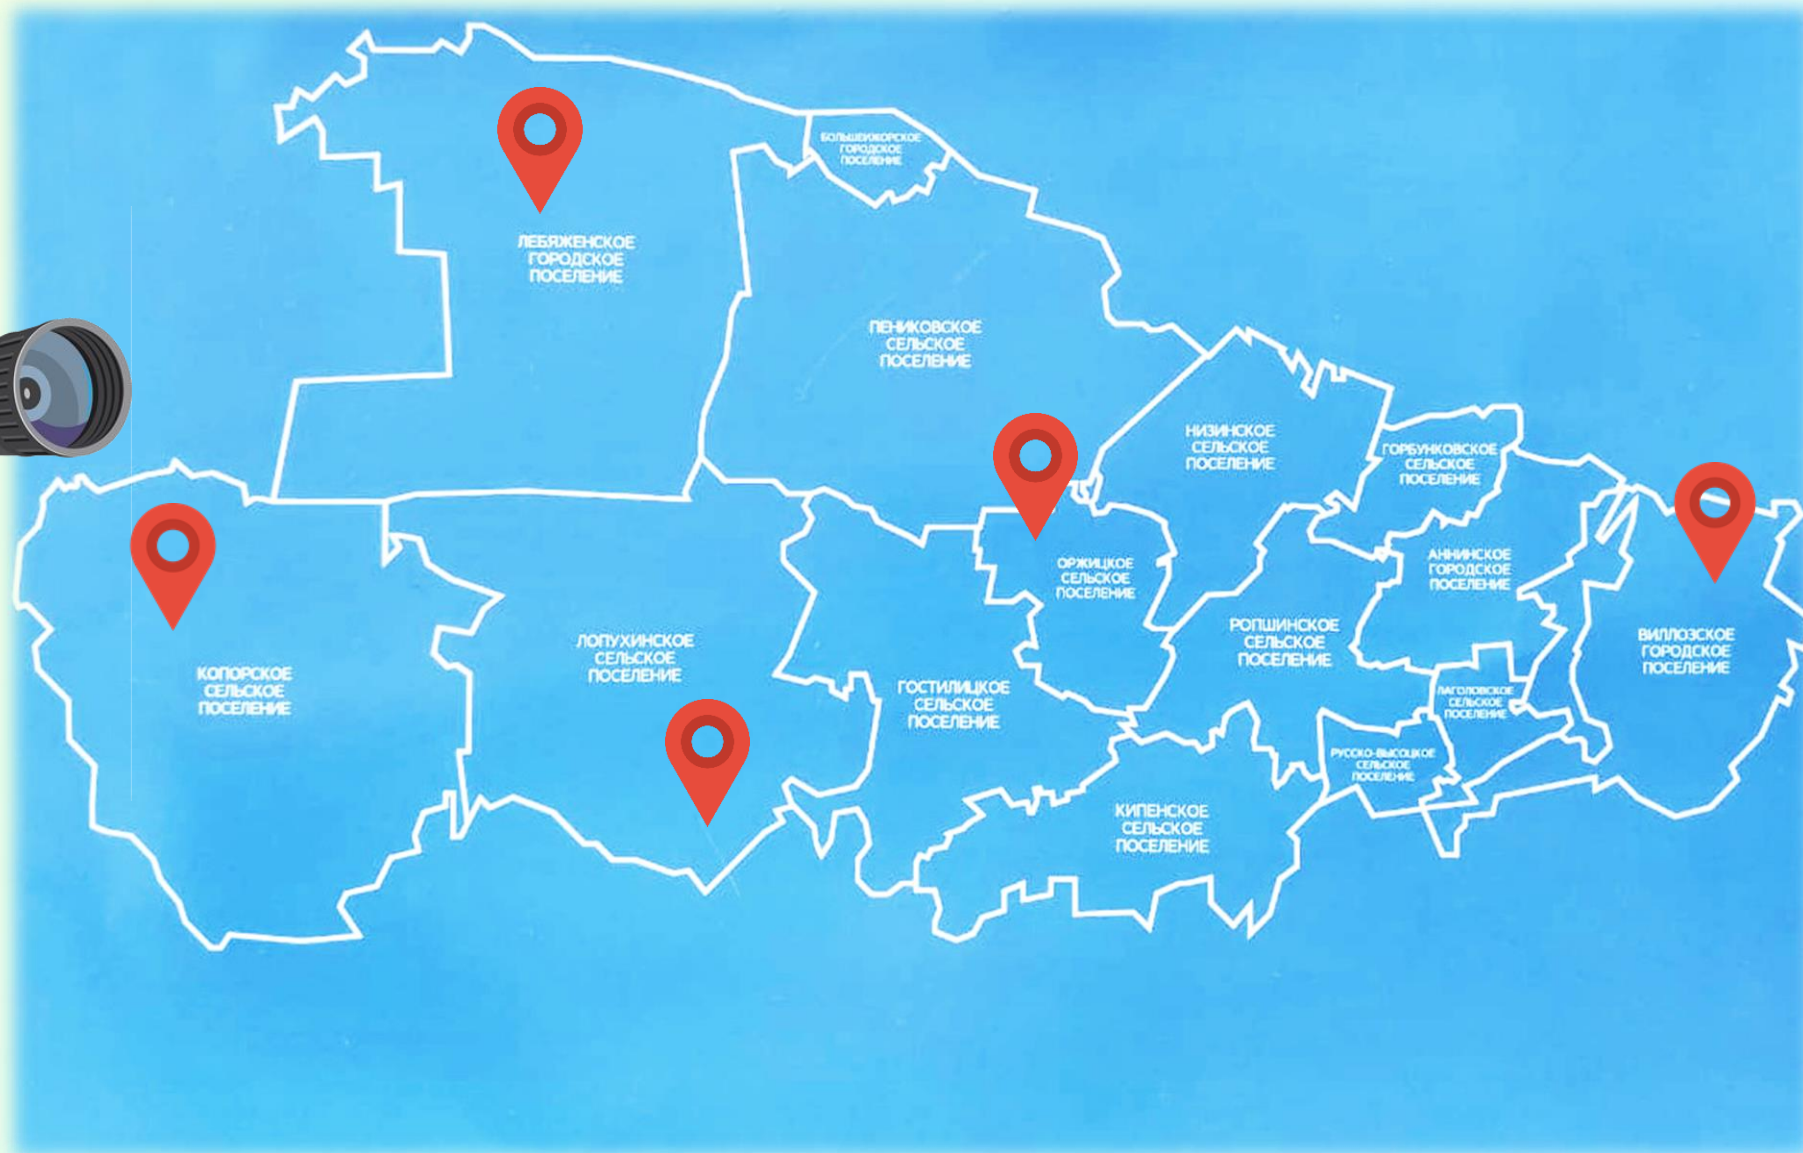 БОЛЬШЕИЖОРСКОЕ
ГОРОДСКОЕ
ПОСЕЛЕНИЕ
ЛЕБЯЖЕНСКОЕ
ГОРОДСКОЕ
ПОСЕЛЕНИЕ
ПЕНИКОВСКОЕ
СЕЛЬСКОЕ
ПОСЕЛЕНИЕ
НИЗИНСКОЕ
СЕЛЬСКОЕ
ПОСЕЛЕНИЕ
ГОРБУНКОВСКОЕ
СЕЛЬСКОЕ
ПОСЕЛЕНИЕ
АННИНСКОЕ
ГОРОДСКОЕ
ПОСЕЛЕНИЕ
ОРЖИЦКОЕ
СЕЛЬСКОЕ
ПОСЕЛЕНИЕ
РОПШИНСКОЕ
СЕЛЬСКОЕ
ПОСЕЛЕНИЕ
ВИЛЛОЗСКОЕ
ГОРОДСКОЕ
ПОСЕЛЕНИЕ
ЛОПУХИНСКОЕ
СЕЛЬСКОЕ
ПОСЕЛЕНИЕ
КОПОРСКОЕ
СЕЛЬСКОЕ
ПОСЕЛЕНИЕ
ГОСТИЛИЦКОЕ
СЕЛЬСКОЕ
ПОСЕЛЕНИЕ
ЛАГОЛОВСКОЕ
СЕЛЬСКОЕ
ПОСЕЛЕНИЕ
РУССКО-ВЫСОЦКОЕ
СЕЛЬСКОЕ
ПОСЕЛЕНИЕ
КИПЕНСКОЕ
СЕЛЬСКОЕ
ПОСЕЛЕНИЕ